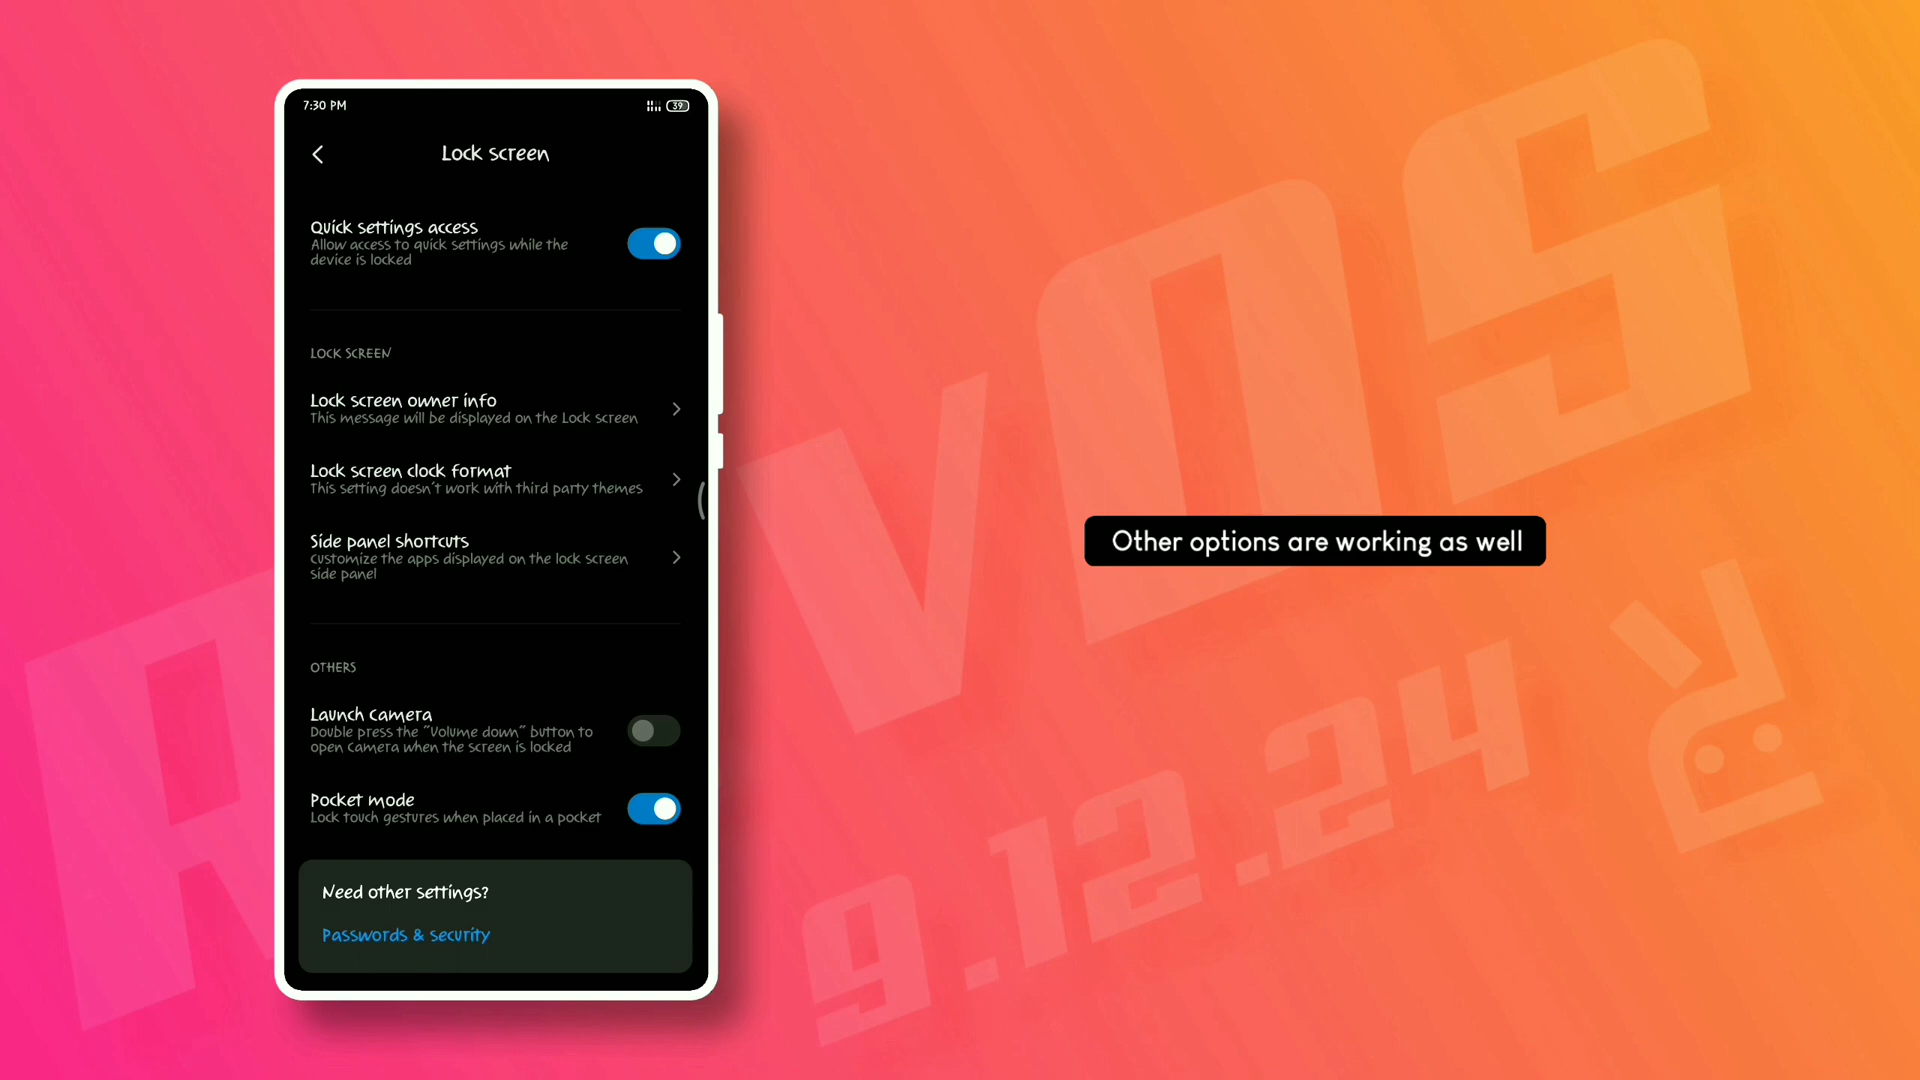 7:30 PM
39
Lock screen
Quick settings access
Allow access to quick settings while the
device is locked
LOCK SCREEN
Lock screen owner info
This message will be displayed on the Lock screen
Lock screen clock format
This setting doesn't work with third party themes
Side panel shortcuts
Customize the apps displayed on the lock screen
side panel
OTHERS
Launch Camera
Double press the "Volume down" button to
open Camera when the screen is locked
Pocket mode
Lock touch gestures when placed in a pocket
Need other settings?
Passwords & security
Other options are working as well
9.12.24